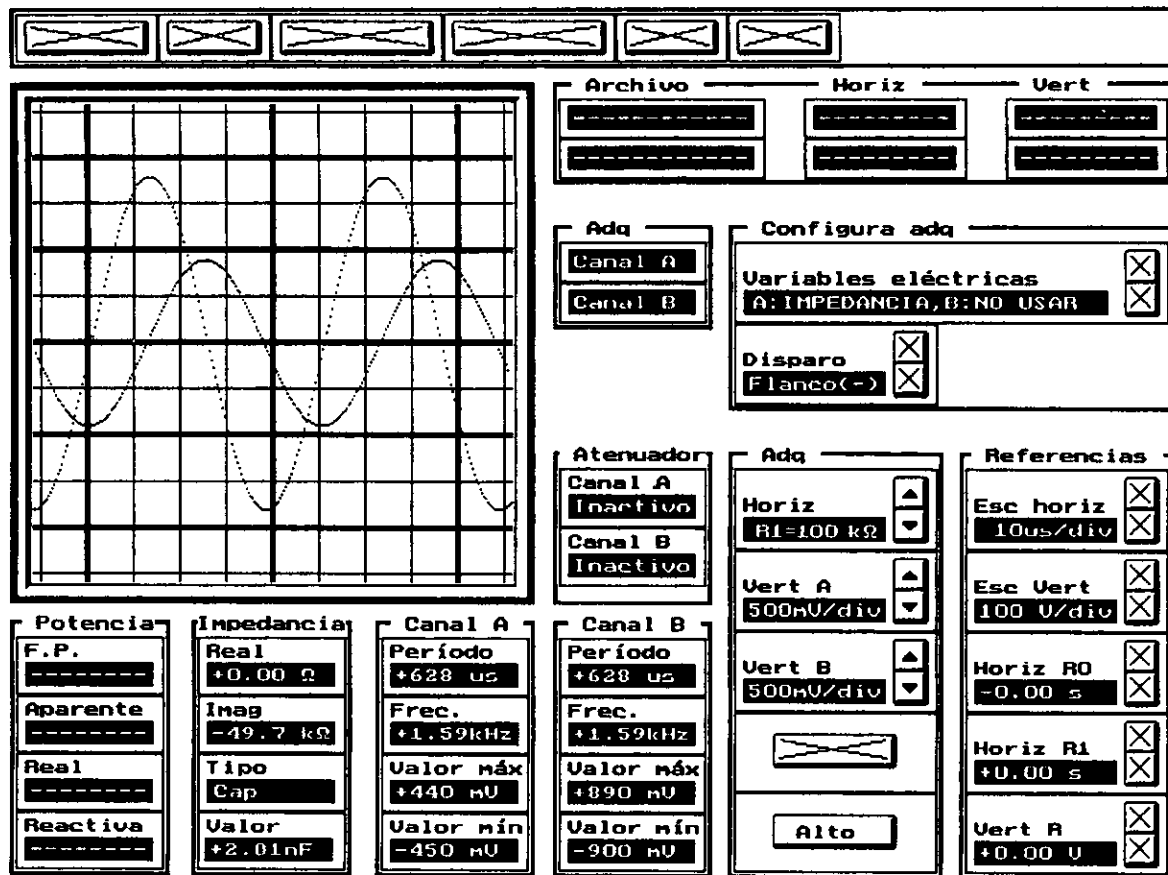 Archivo
Horiz
Vert
Adq
Canal A
Canal B
Configura adq
Variables eléctricas
A:IMPEDANCIA,B:NO USAR
Disparo
Flanco(-)
Atenuador
Canal A
Inactivo
Canal B
Inactivo
Adq
Horiz
R1=100 kΩ
Vert A
500mV/div
Vert B
500mV/div
Alto
Referencias
Esc horiz
10us/div
Esc Vert
100 V/div
Horiz R0
-0.00 s
Horiz R1
+0.00 s
Vert R
+0.00 V
Potencia
F.P.
--------
Aparente
--------
Real
--------
Reactiva
--------
Impedancia
Real
+0.00 Ω
Imag
-49.7 kΩ
Tipo
Cap
Valor
+2.01nF
Canal A
Período
+628 us
Frec.
+1.59kHz
Valor máx
+440 mV
Valor mín
-450 mV
Canal B
Período
+628 us
Frec.
+1.59kHz
Valor máx
+890 mV
Valor mín
-900 mV